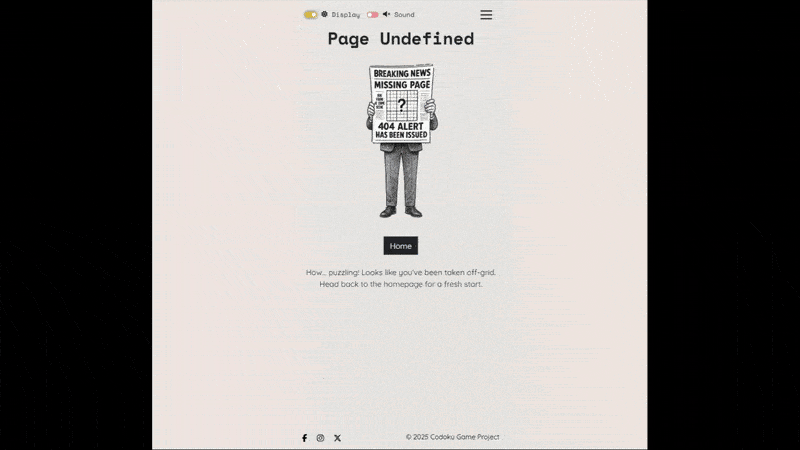 Display Sound
Page Undefined
BREAKING NEWS
MISSING PAGE
?
404 ALERT
HAS BEEN ISSUED
Home
How... puzzling! Looks like you've been taken off-grid.
Head back to the homepage for a fresh start.
© 2025 Codoku Game Project